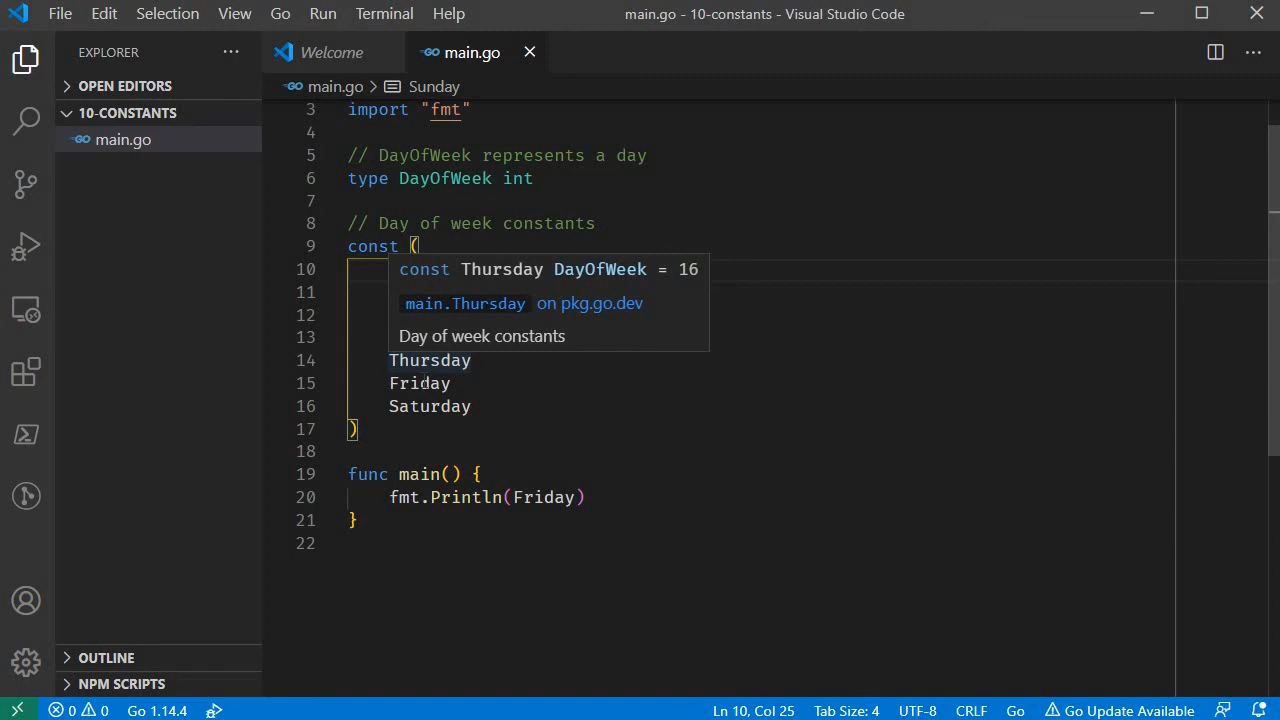 File Edit Selection View Go Run Terminal Help main.go - 10-constants - Visual Studio Code
EXPLORER
OPEN EDITORS
10-CONSTANTS
main.go
OUTLINE
NPM SCRIPTS
Welcome main.go
main.go > Sunday
3 import "fmt"
4
5 // DayOfWeek represents a day
6 type DayOfWeek int
7
8 // Day of week constants
9 const (
10
const Thursday DayOfWeek = 16
11
main.Thursday on pkg.go.dev
12
13
Day of week constants
14 Thursday
15 Friday
16 Saturday
17 )
18
19 func main() {
20 fmt.Println(Friday)
21 }
22
0 0 Go 1.14.4 Ln 10, Col 25 Tab Size: 4 UTF-8 CRLF Go Go Update Available